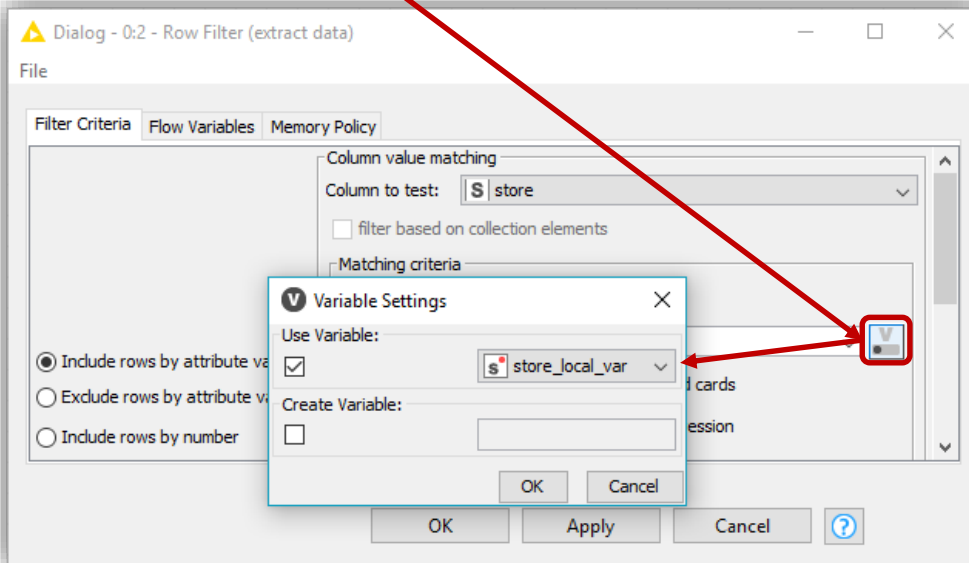 Dialog - 0:2 - Row Filter (extract data)
File
Filter Criteria Flow Variables Memory Policy
Column value matching
Column to test: S store
filter based on collection elements
Matching criteria
V Variable Settings
Use Variable:
s store_local_var
Create Variable:
OK Cancel
V
Include rows by attribute va
Exclude rows by attribute va
Include rows by number
d cards
ession
OK Apply Cancel ?